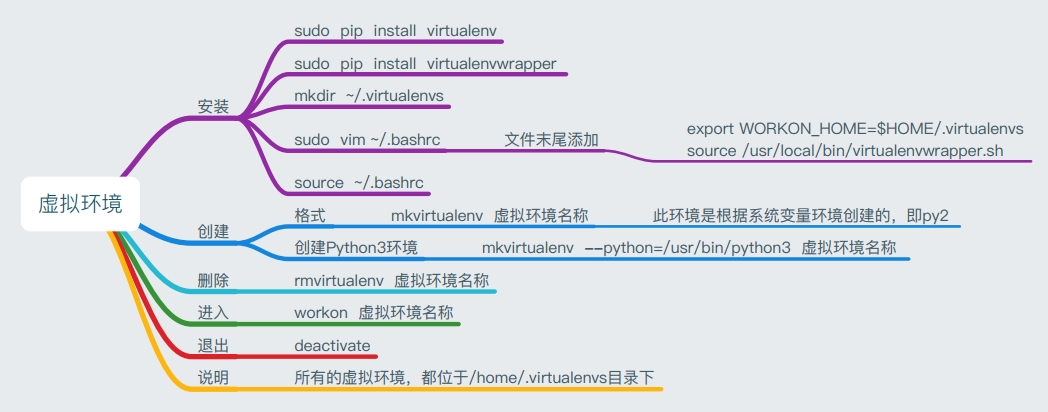 虚拟环境
安装
sudo pip install virtualenv
sudo pip install virtualenvwrapper
mkdir ~/.virtualenvs
sudo vim ~/.bashrc
文件末尾添加
export WORKON_HOME=$HOME/.virtualenvs
source /usr/local/bin/virtualenvwrapper.sh
source ~/.bashrc
创建
格式
mkvirtualenv 虚拟环境名称
此环境是根据系统变量环境创建的，即py2
创建Python3环境
mkvirtualenv --python=/usr/bin/python3 虚拟环境名称
删除
rmvirtualenv 虚拟环境名称
进入
workon 虚拟环境名称
退出
deactivate
说明
所有的虚拟环境，都位于/home/.virtualenvs目录下